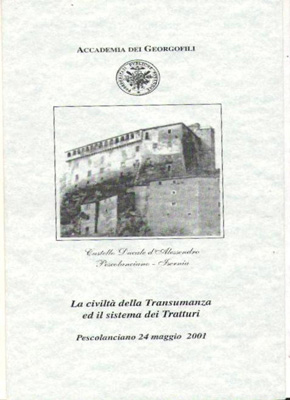 ACCADEMIA DEI GEORGOFILI
Castello Ducale d'Alessandro
Pescolanciano - Isernia
La civiltà della Transumanza
ed il sistema dei Tratturi
Pescolanciano 24 maggio 2001